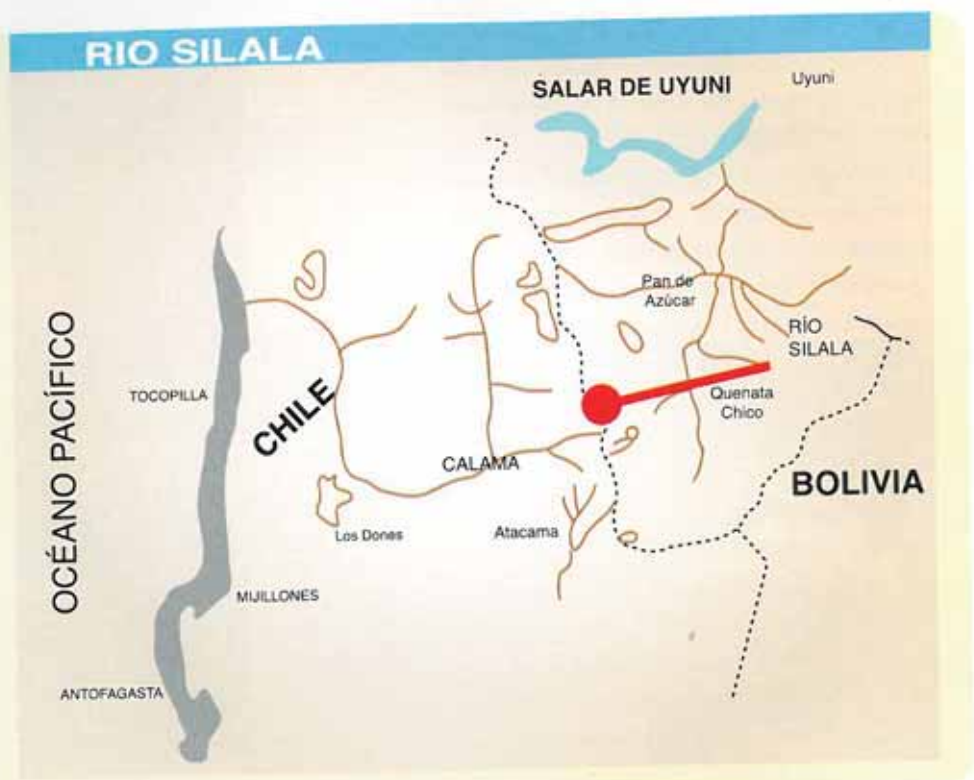 RIO SILALA
SALAR DE UYUNI
Uyuni
Pan de
Azúcar
RÍO
SILALA
TOCOPILLA
CHILE
Quenata
Chico
OCÉANO PACÍFICO
CALAMA
BOLIVIA
Los Dones
Atacama
MIJILLONES
ANTOFAGASTA